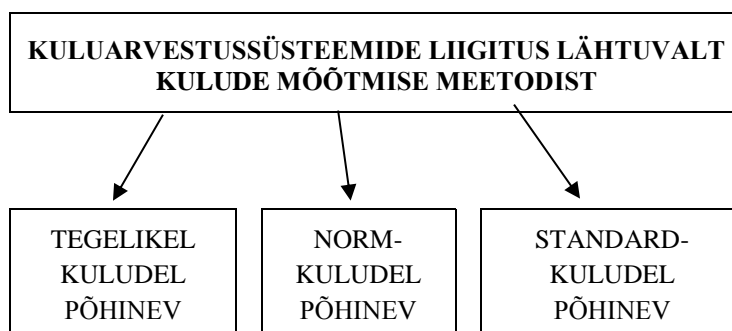 KULUARVESTUSSÜSTEEMIDE LIIGITUS LÄHTUVALT
KULUDE MÕÕTMISE MEETODIST
TEGELIKEL
KULUDEL
PÕHINEV
NORM-
KULUDEL
PÕHINEV
STANDARD-
KULUDEL
PÕHINEV